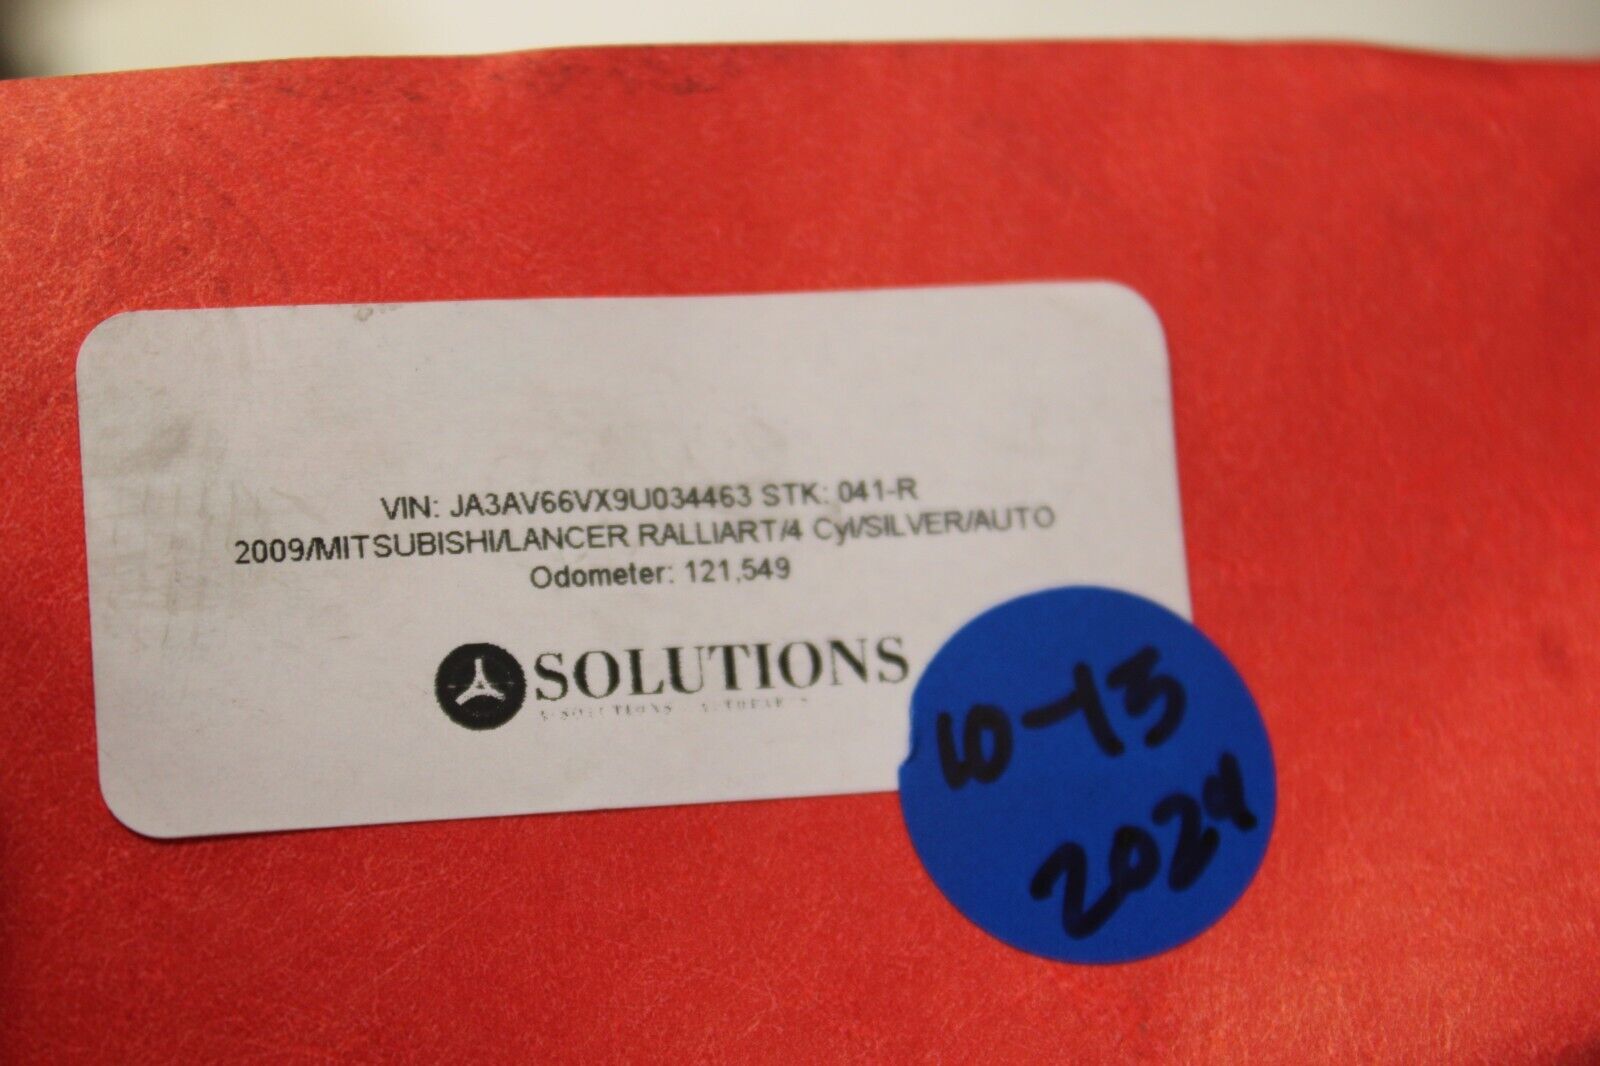 VIN: JA3AV66VX9U034463 STK: 041-R
2009/MITSUBISHI/LANCER RALLIART/4 Cyl/SILVER/AUTO
Odometer: 121,549
SOLUTIONS
10-13
2024